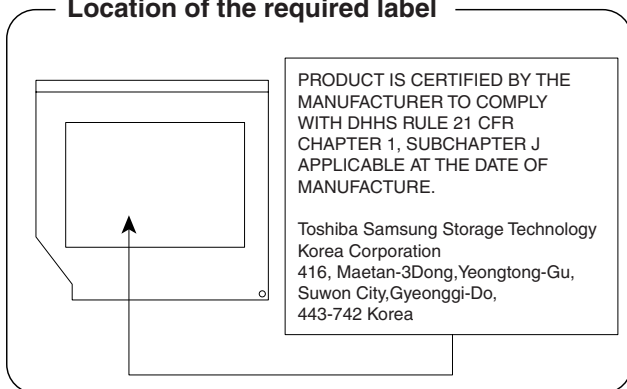 Location of the required label
PRODUCT IS CERTIFIED BY THE
MANUFACTURER TO COMPLY
WITH DHHS RULE 21 CFR
CHAPTER 1, SUBCHAPTER J
APPLICABLE AT THE DATE OF
MANUFACTURE.
Toshiba Samsung Storage Technology
Korea Corporation
416, Maetan-3Dong,Yeongtong-Gu,
Suwon City,Gyeonggi-Do,
443-742 Korea